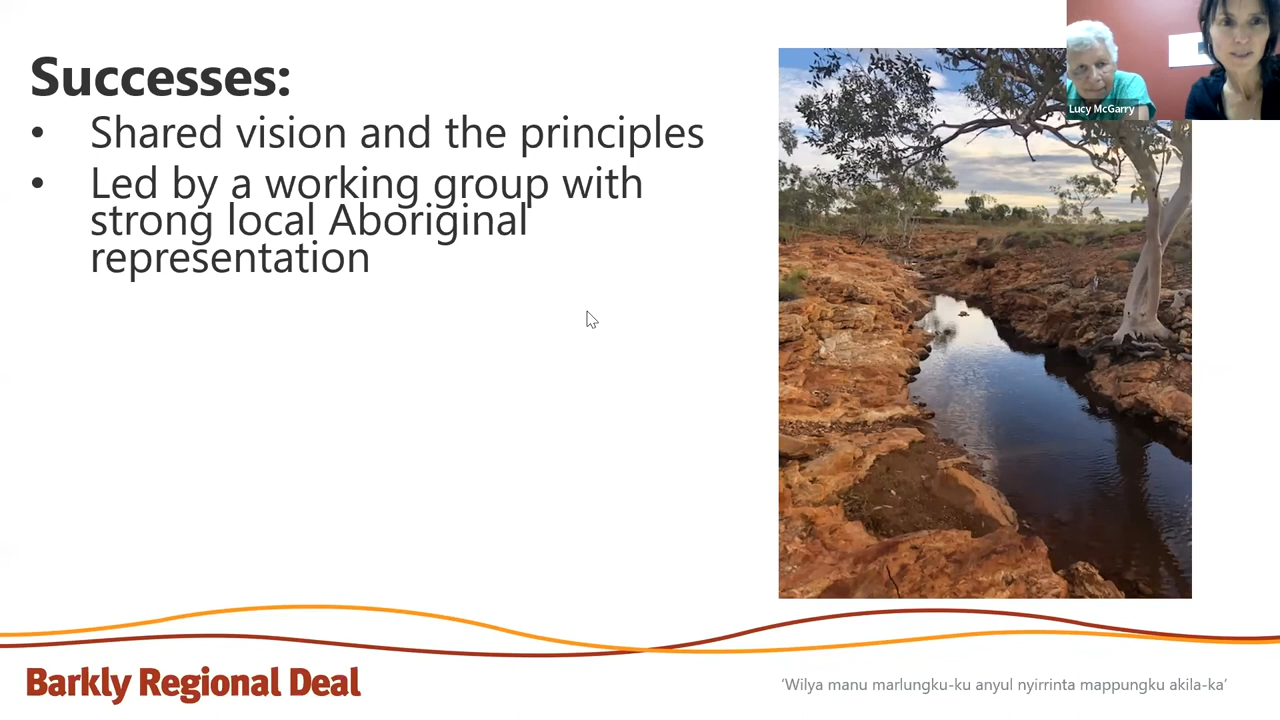 Successes:
• Shared vision and the principles
• Led by a working group with
strong local Aboriginal
representation
Lucy McGarry
Barkly Regional Deal
‘Wilya manu marlungku-ku anyul nyirrinta mappungku akila-ka’